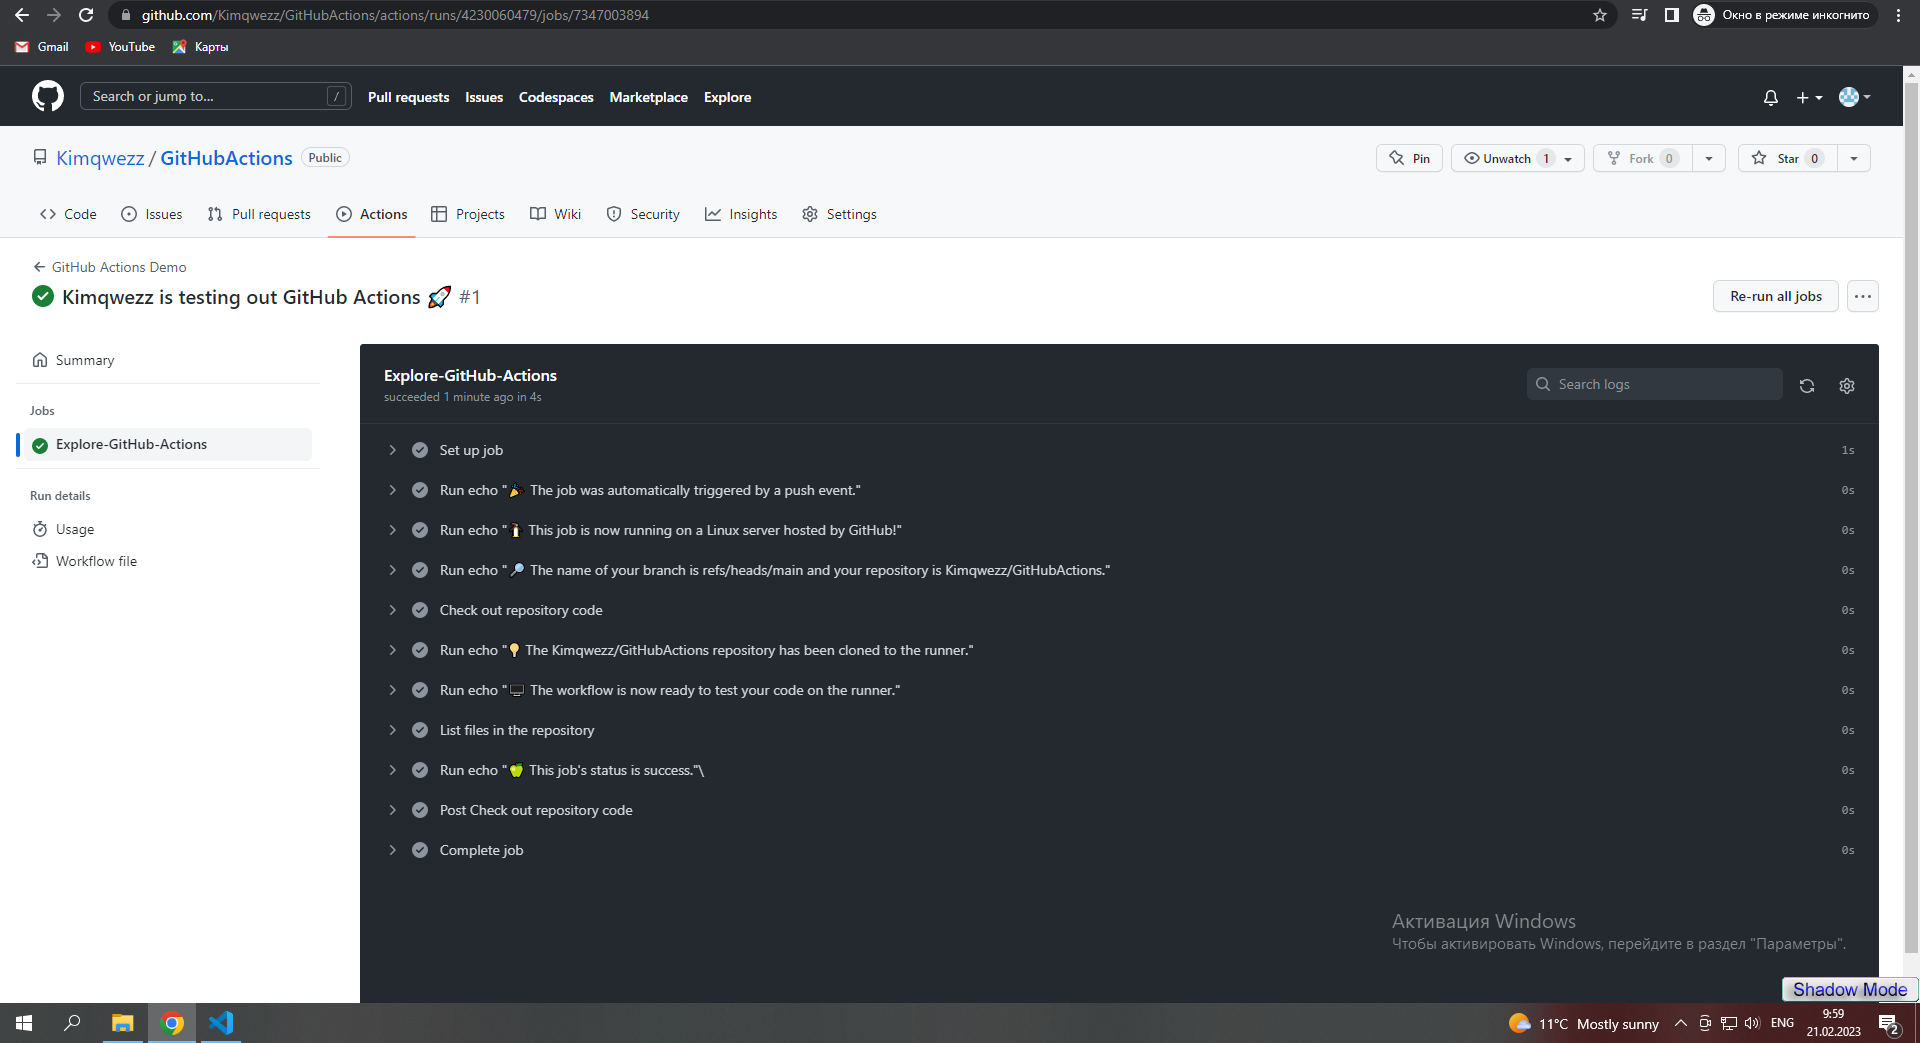 github.com/Kimqwezz/GitHubActions/actions/runs/4230060479/jobs/7347003894
Окно в режиме инкогнито
Gmail YouTube Карты
Search or jump to... / Pull requests Issues Codespaces Marketplace Explore
Kimqwezz / GitHubActions Public
Pin Unwatch 1 Fork 0 Star 0
Code Issues Pull requests Actions Projects Wiki Security Insights Settings
GitHub Actions Demo
Kimqwezz is testing out GitHub Actions 🚀 #1
Re-run all jobs
Summary
Jobs
Explore-GitHub-Actions
Run details
Usage
Workflow file
Explore-GitHub-Actions
succeeded 1 minute ago in 4s
Search logs
Set up job 1s
Run echo "🎉 The job was automatically triggered by a push event." 0s
Run echo "🐧 This job is now running on a Linux server hosted by GitHub!" 0s
Run echo "🔎 The name of your branch is refs/heads/main and your repository is Kimqwezz/GitHubActions." 0s
Check out repository code 0s
Run echo "💡 The Kimqwezz/GitHubActions repository has been cloned to the runner." 0s
Run echo "🖥️ The workflow is now ready to test your code on the runner." 0s
List files in the repository 0s
Run echo "🍏 This job's status is success."\ 0s
Post Check out repository code 0s
Complete job 0s
Активация Windows
Чтобы активировать Windows, перейдите в раздел "Параметры".
Shadow Mode
11°C Mostly sunny ENG
9:59
21.02.2023
2